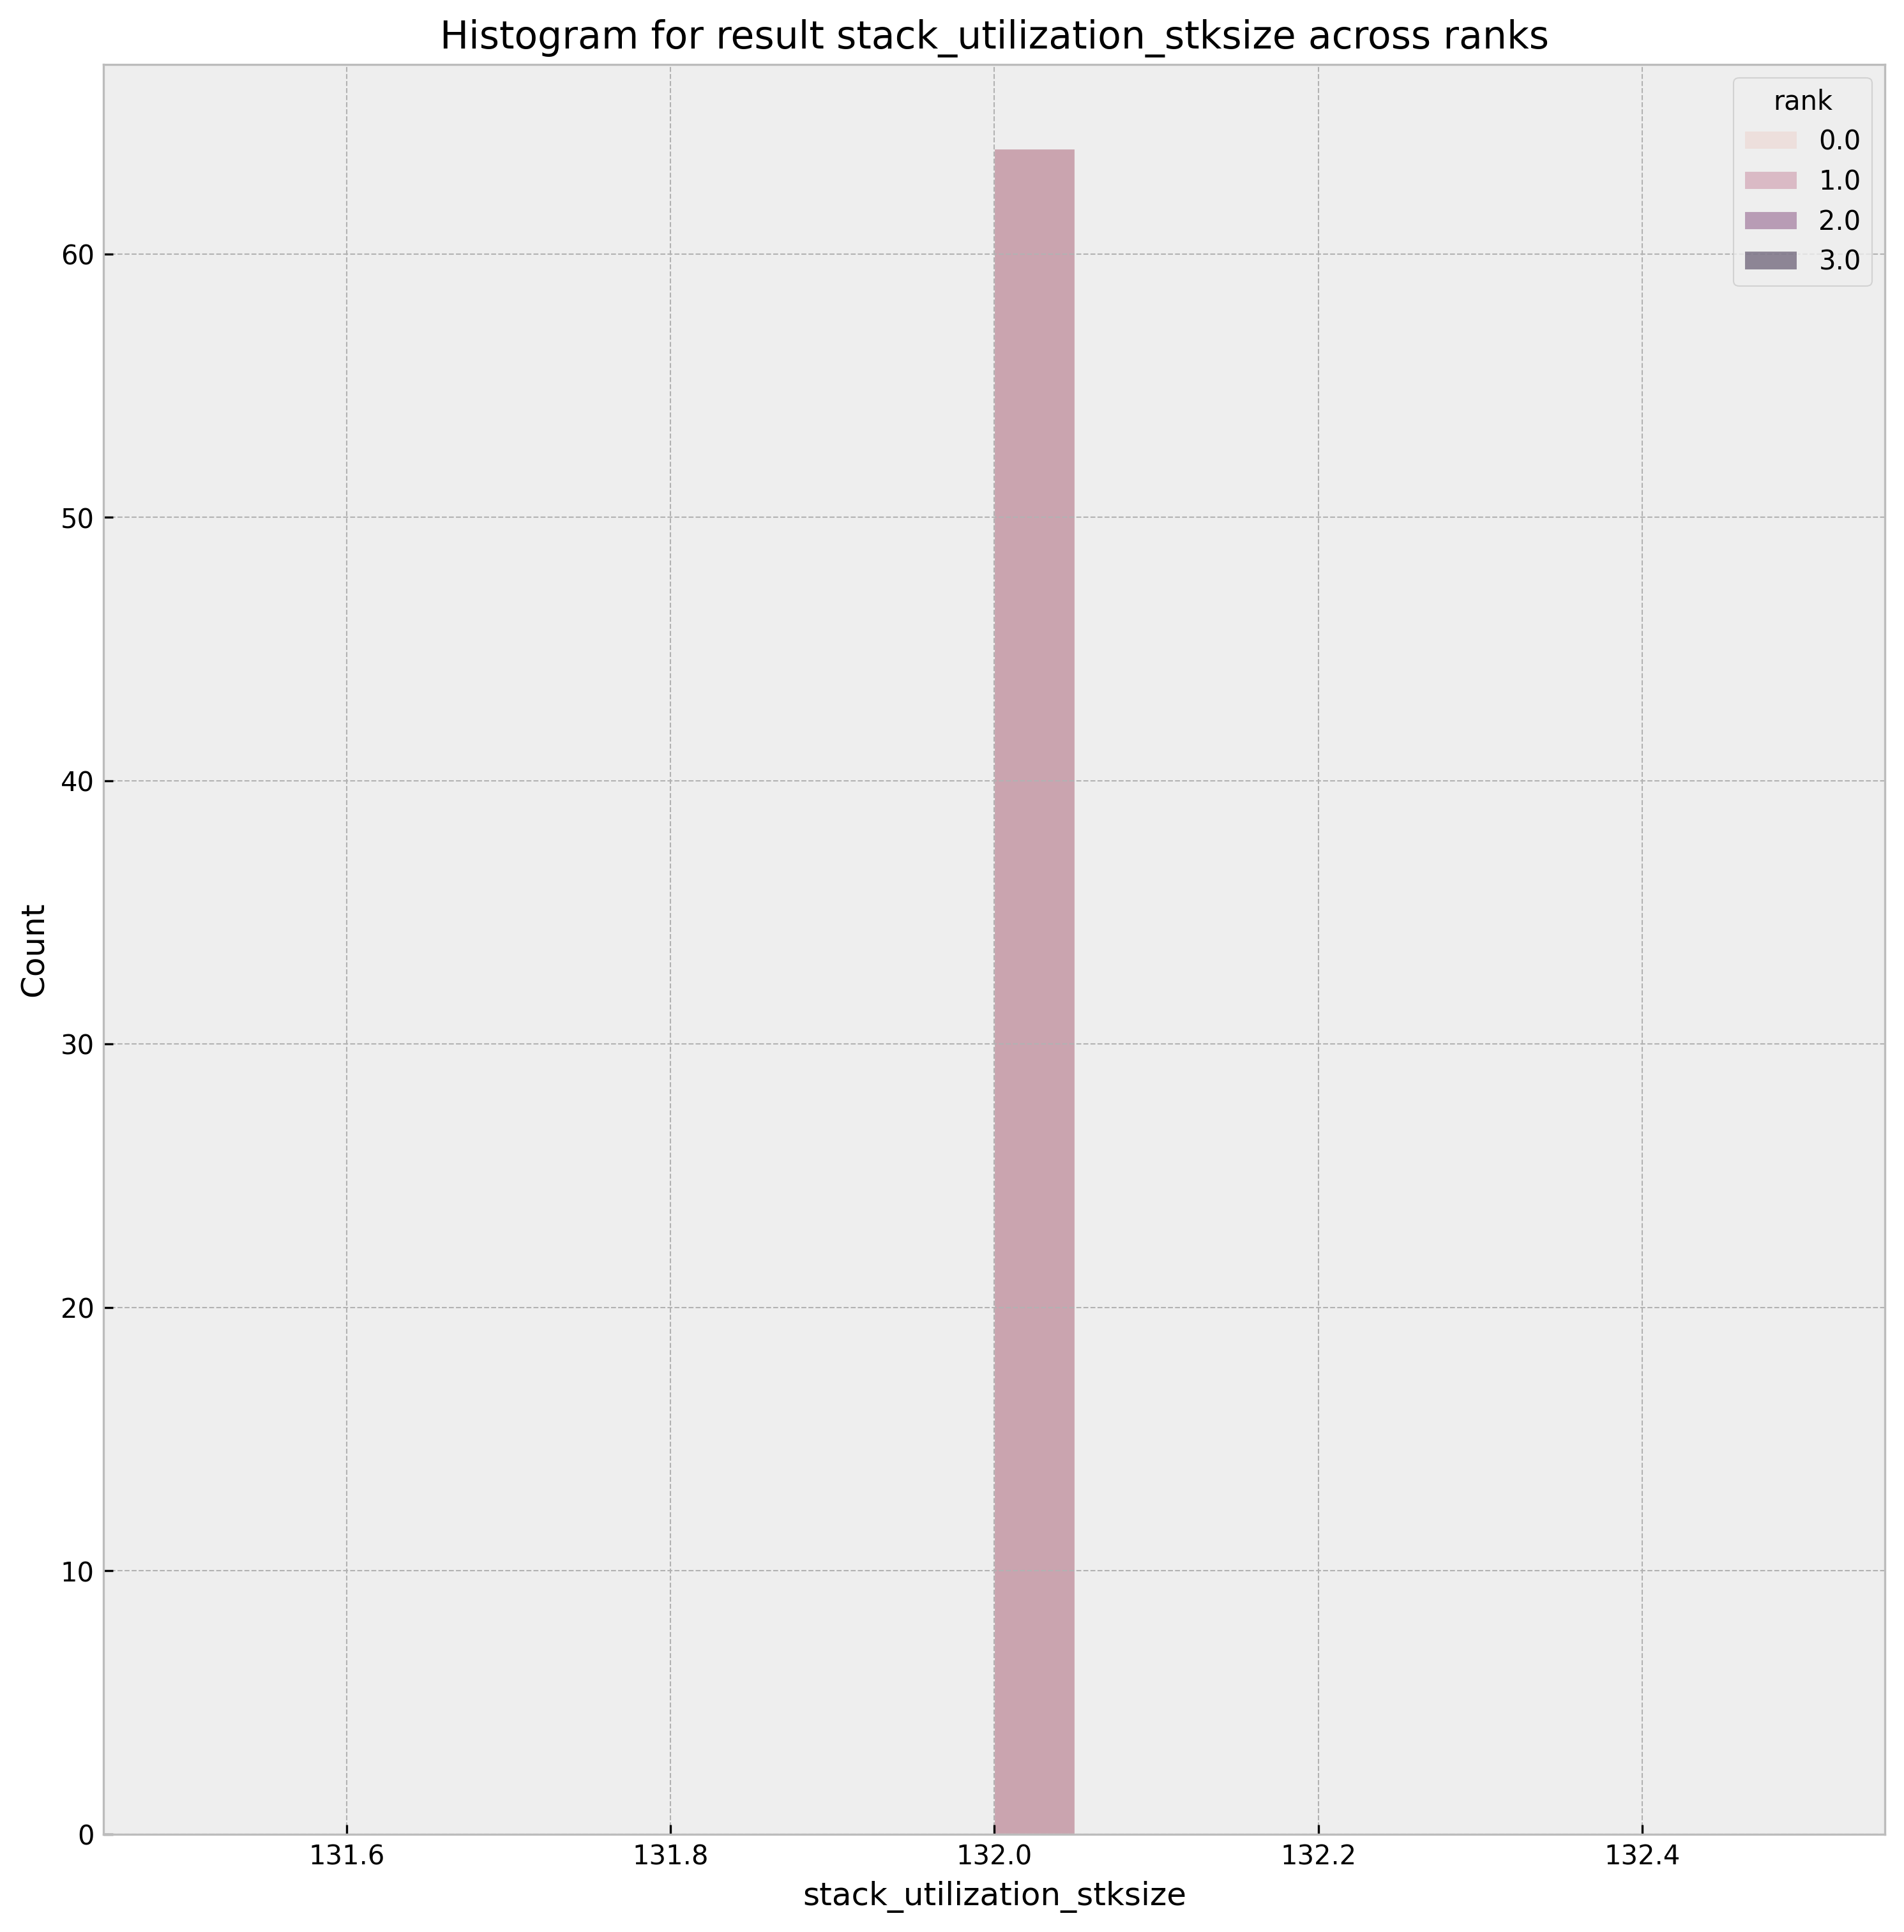 Histogram for result stack_utilization_stksize across ranks
rank
0.0
1.0
2.0
3.0
60
50
40
30
20
10
0
Count
131.6 131.8 132.0 132.2 132.4
stack_utilization_stksize